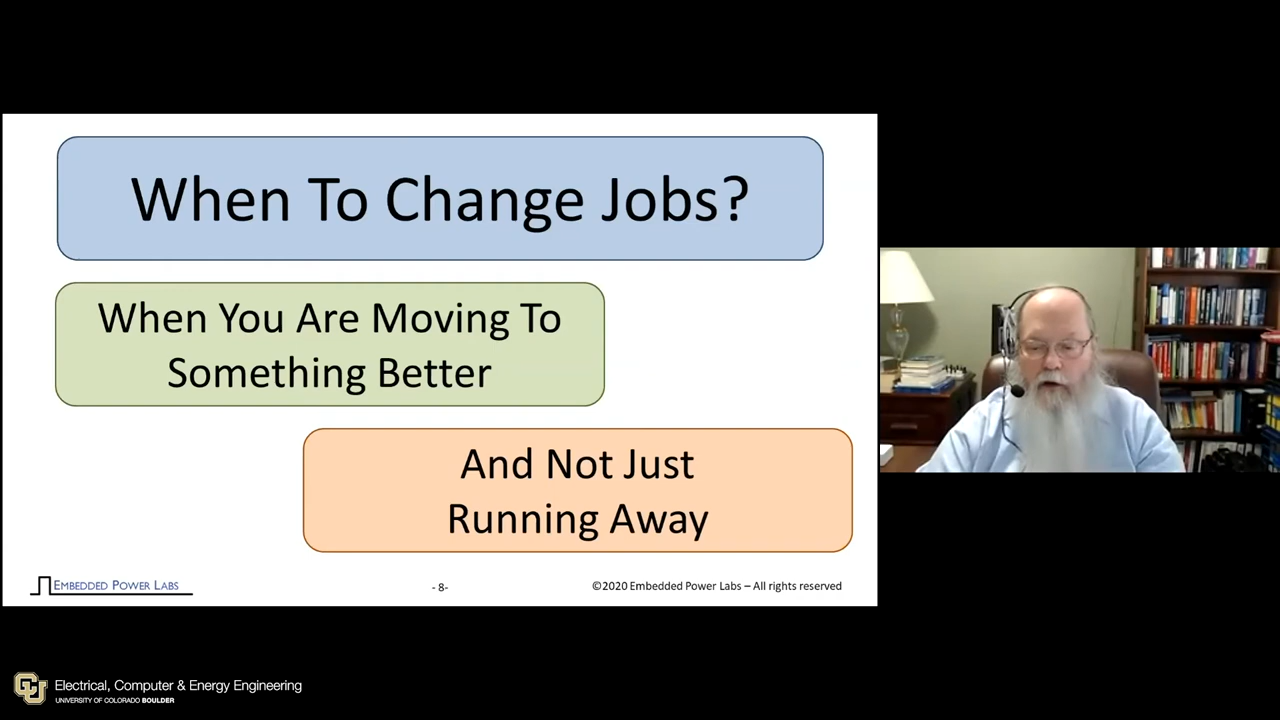 When To Change Jobs?
When You Are Moving To
Something Better
And Not Just
Running Away
EMBEDDED POWER LABS
- 8-
©2020 Embedded Power Labs – All rights reserved
CU
Electrical, Computer & Energy Engineering
UNIVERSITY OF COLORADO BOULDER